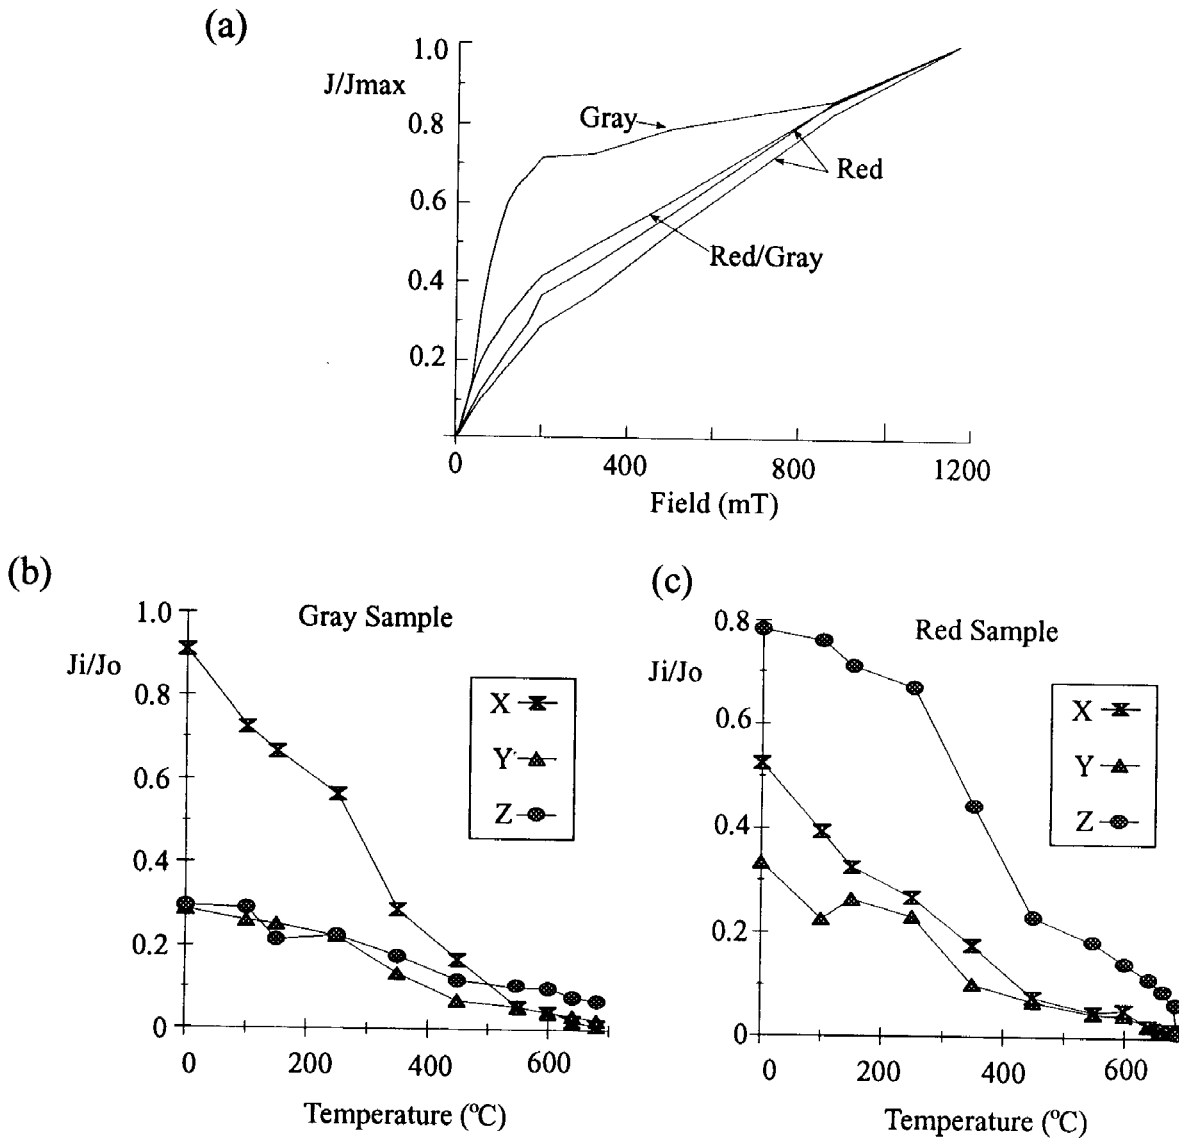 (a)
J/Jmax
1.0
0.8
0.6
0.4
0.2
Gray
Red
Red/Gray
0 400 800 1200
Field (mT)
(b)
Gray Sample
Ji/Jo
1.0
0.8
0.6
0.4
0.2
0
X
Y
Z
0 200 400 600
Temperature (ºC)
(c)
Red Sample
Ji/Jo
0.8
0.6
0.4
0.2
0
X
Y
Z
0 200 400 600
Temperature (ºC)